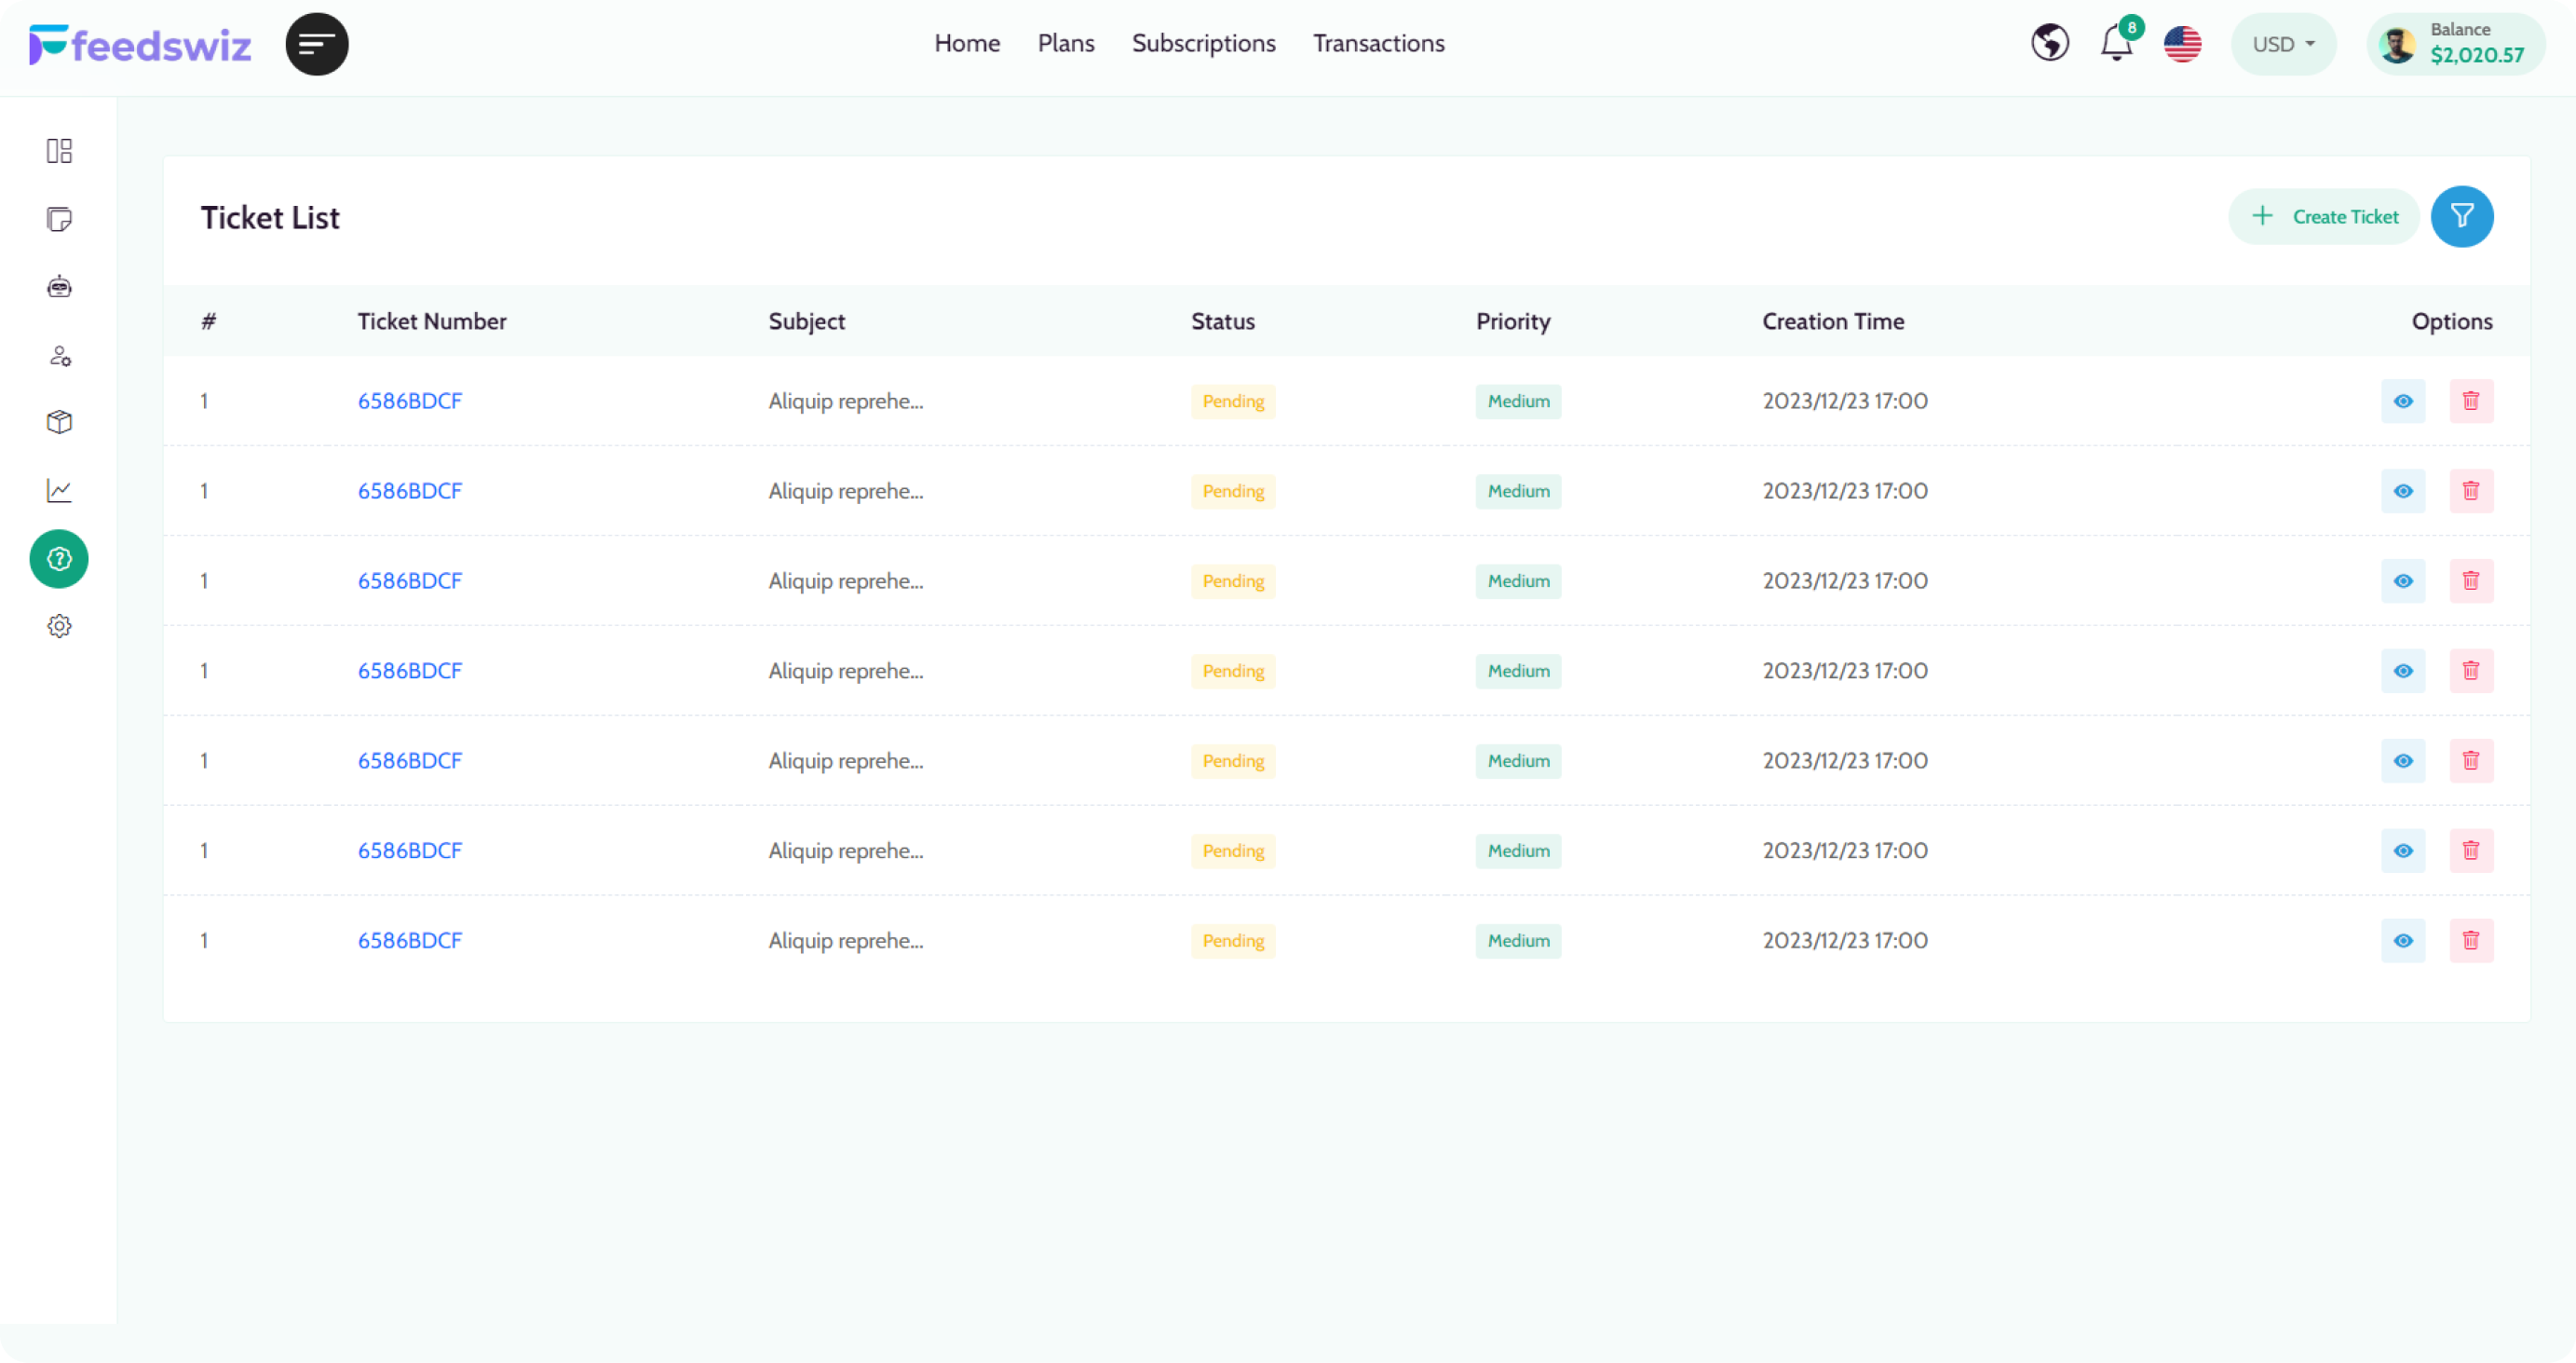 feedswiz
Home Plans Subscriptions Transactions
8
USD
Balance
$2,020.57
Ticket List
Create Ticket
# Ticket Number Subject Status Priority Creation Time Options
1 6586BDCF Aliquip reprehe... Pending Medium 2023/12/23 17:00
1 6586BDCF Aliquip reprehe... Pending Medium 2023/12/23 17:00
1 6586BDCF Aliquip reprehe... Pending Medium 2023/12/23 17:00
1 6586BDCF Aliquip reprehe... Pending Medium 2023/12/23 17:00
1 6586BDCF Aliquip reprehe... Pending Medium 2023/12/23 17:00
1 6586BDCF Aliquip reprehe... Pending Medium 2023/12/23 17:00
1 6586BDCF Aliquip reprehe... Pending Medium 2023/12/23 17:00